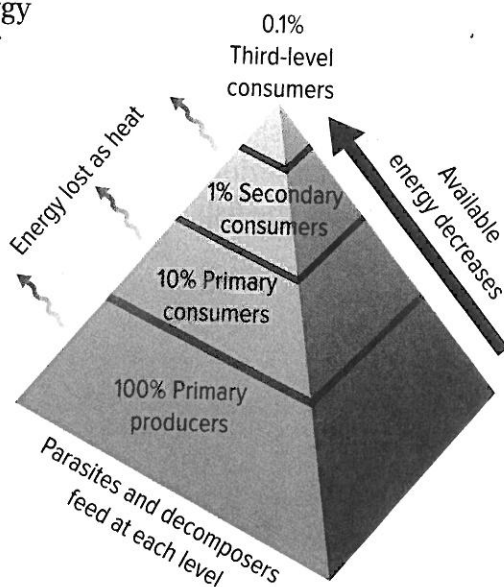 rgy
0.1%
Third-level
consumers
Energy lost as heat
Available
energy decreases
1% Secondary
consumers
10% Primary
consumers
100% Primary
producers
Parasites and decomposers
feed at each level